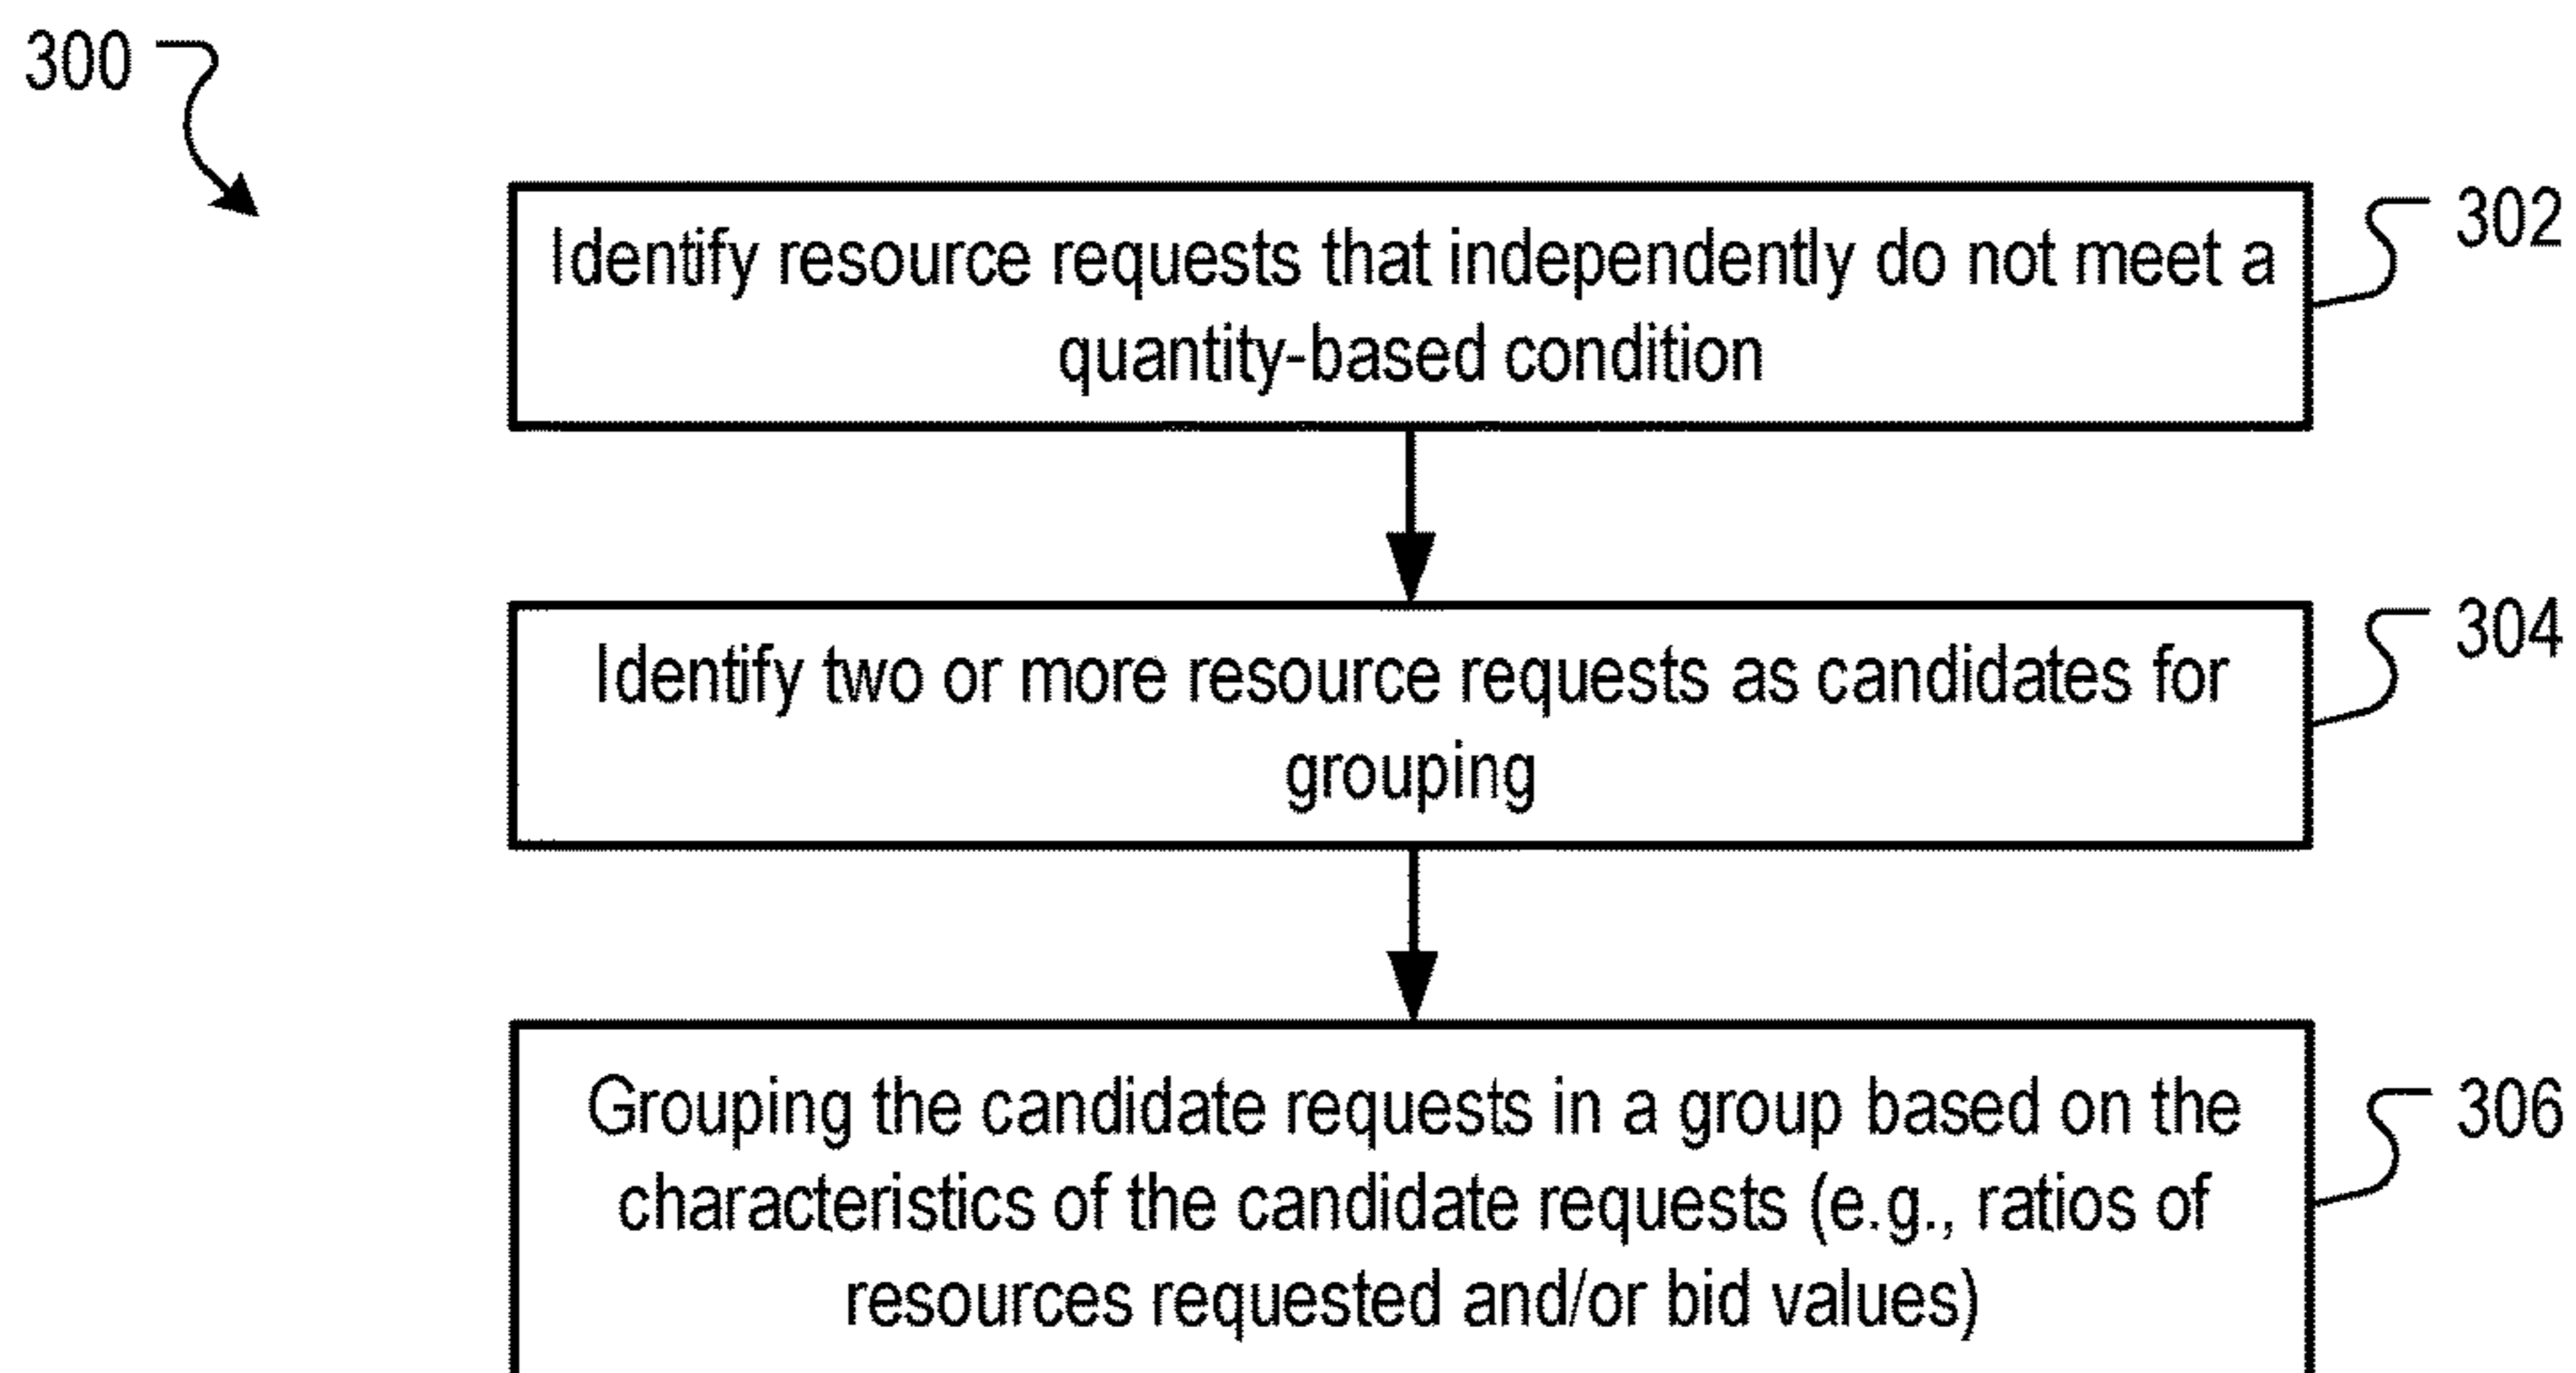 300
Identify resource requests that independently do not meet a
quantity-based condition
302
Identify two or more resource requests as candidates for
grouping
304
Grouping the candidate requests in a group based on the
characteristics of the candidate requests (e.g., ratios of
resources requested and/or bid values)
306